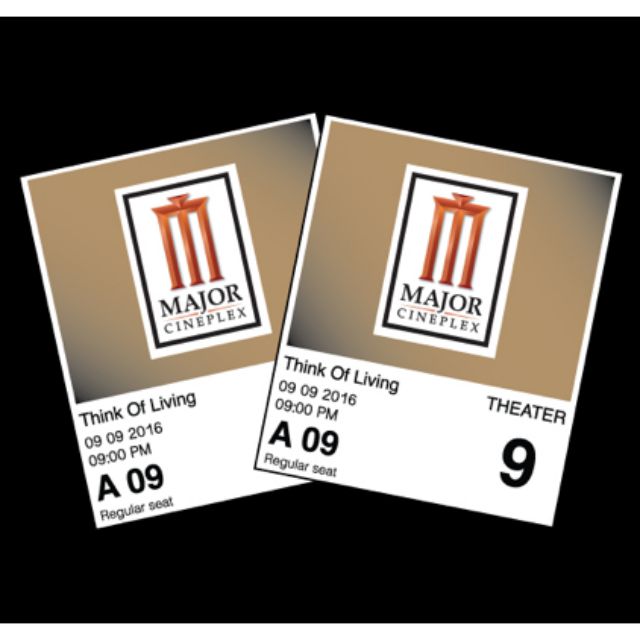 MAJOR
CINEPLEX
Think Of Living
09 09 2016
09:00 PM
A 09
Regular seat
MAJOR
CINEPLEX
Think Of Living
09 09 2016
09:00 PM
A 09
Regular seat
THEATER
9